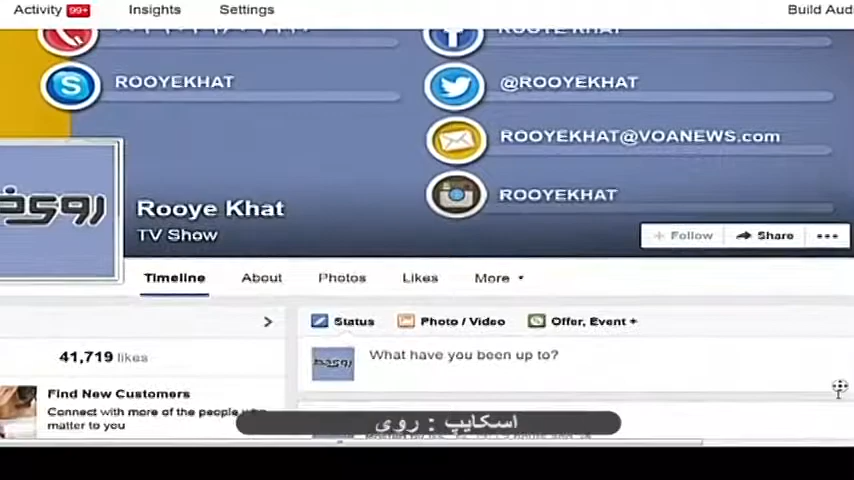 Activity 99+ Insights Settings Build Aud
ROOYE KHAT
ROOYEKHAT
@ROOYEKHAT
ROOYEKHAT@VOANEWS.com
ROOYEKHAT
Rooye Khat
TV Show
Follow Share
Timeline About Photos Likes More
Status Photo / Video Offer, Event +
41,719 likes
What have you been up to?
Find New Customers
Connect with more of the people who
matter to you
اسکایپ : روی